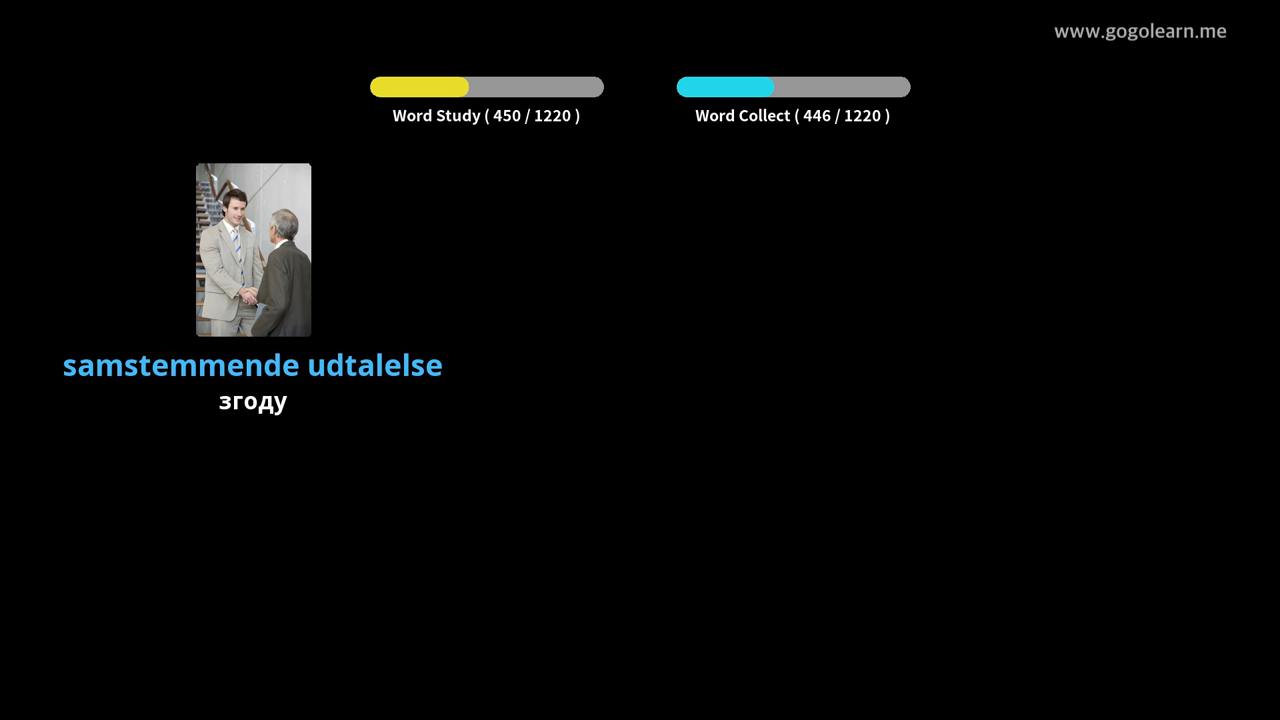 www.gogolearn.me
Word Study ( 450 / 1220 )
Word Collect ( 446 / 1220 )
samstemmende udtalelse
згоду